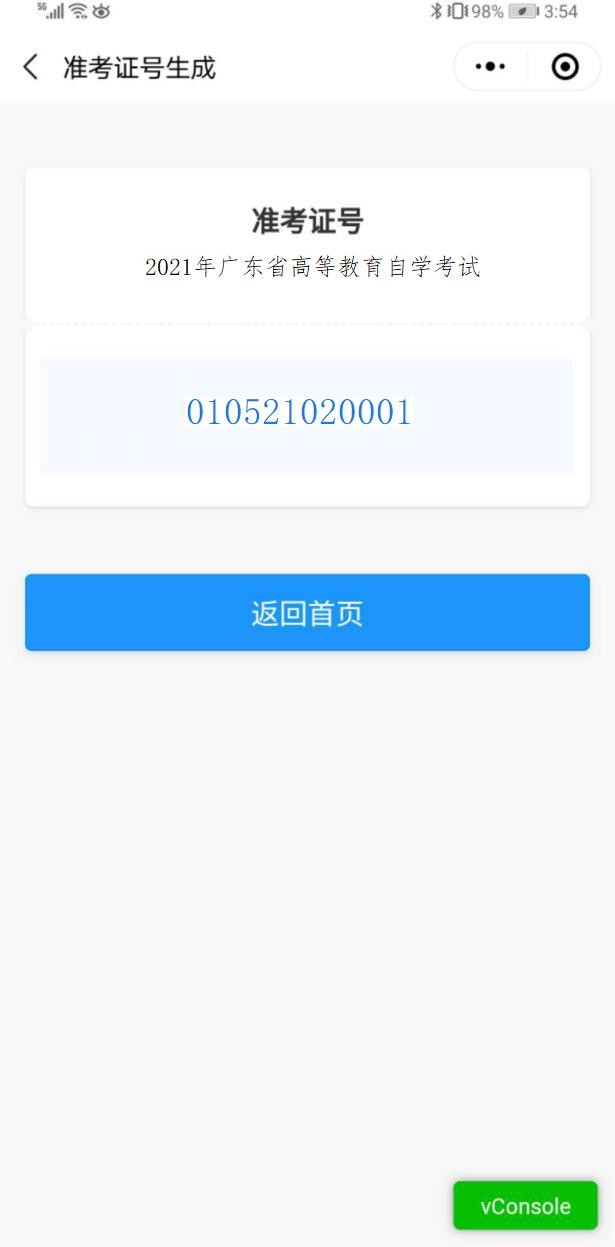 5G 98% 3:54
准考证号生成
准考证号
2021年广东省高等教育自学考试
010521020001
返回首页
vConsole